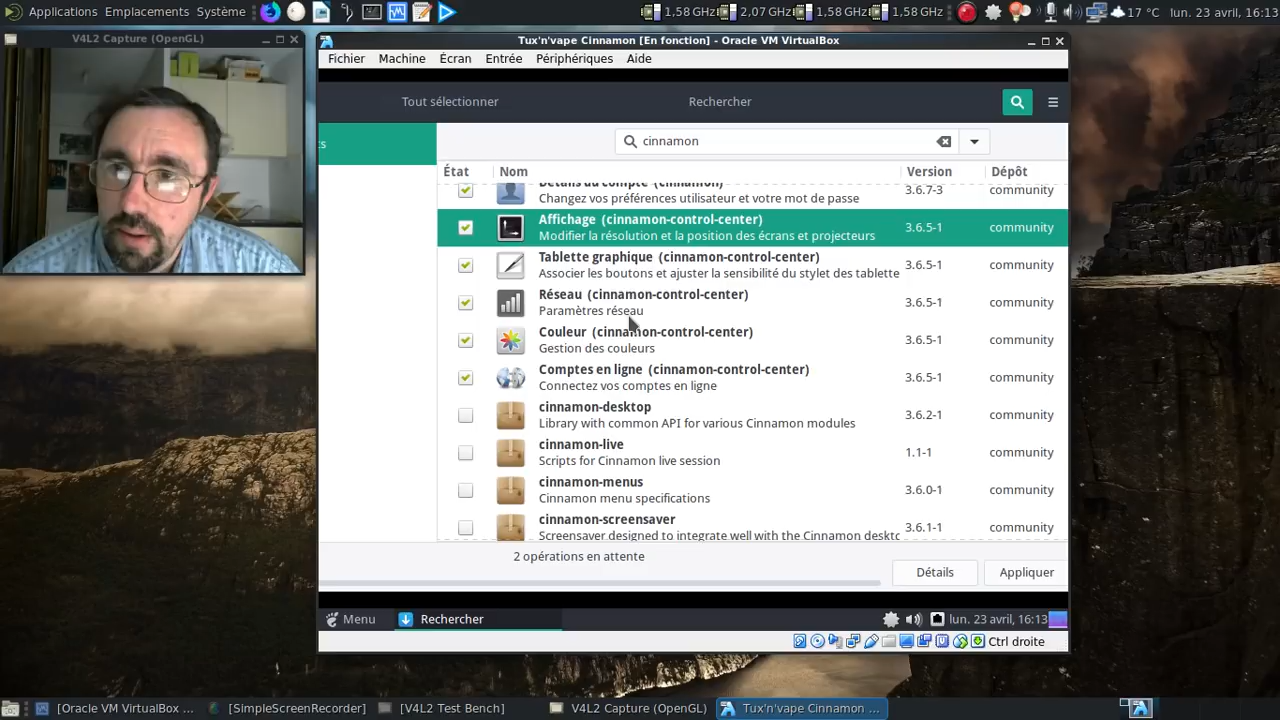 Applications Emplacements Système 1,58 GHz 2,07 GHz 1,58 GHz 1,58 GHz 17 °C lun. 23 avril, 16:13
V4L2 Capture (OpenGL)
Tux'n'vape Cinnamon [En fonction] - Oracle VM VirtualBox
Fichier Machine Écran Entrée Périphériques Aide
Tout sélectionner Rechercher
ts
cinnamon
État Nom Version Dépôt
Détails du compte (cinnamon) 3.6.7-3 community
Changez vos préférences utilisateur et votre mot de passe
Affichage (cinnamon-control-center) 3.6.5-1 community
Modifier la résolution et la position des écrans et projecteurs
Tablette graphique (cinnamon-control-center) 3.6.5-1 community
Associer les boutons et ajuster la sensibilité du stylet des tablette
Réseau (cinnamon-control-center) 3.6.5-1 community
Paramètres réseau
Couleur (cinnamon-control-center) 3.6.5-1 community
Gestion des couleurs
Comptes en ligne (cinnamon-control-center) 3.6.5-1 community
Connectez vos comptes en ligne
cinnamon-desktop 3.6.2-1 community
Library with common API for various Cinnamon modules
cinnamon-live 1.1-1 community
Scripts for Cinnamon live session
cinnamon-menus 3.6.0-1 community
Cinnamon menu specifications
cinnamon-screensaver 3.6.1-1 community
Screensaver designed to integrate well with the Cinnamon deskto
2 opérations en attente
Détails Appliquer
Menu Rechercher lun. 23 avril, 16:13
Ctrl droite
[Oracle VM VirtualBox ... [SimpleScreenRecorder] [V4L2 Test Bench] V4L2 Capture (OpenGL) Tux'n'vape Cinnamon ...